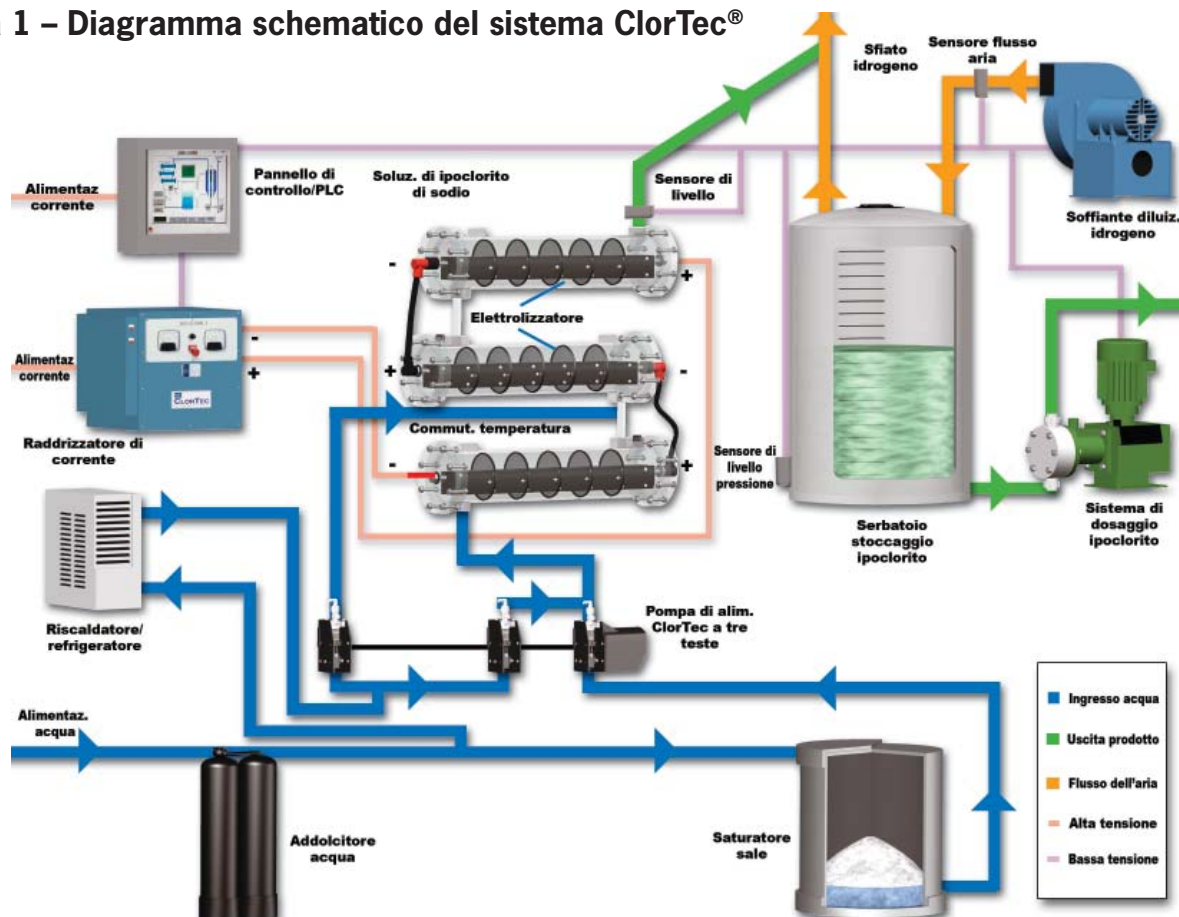 1 – Diagramma schematico del sistema ClorTec®
Sfiato
idrogeno
Sensore flusso
aria
Alimentaz
corrente
Pannello di
controllo/PLC
Soluz. di ipoclorito
di sodio
Sensore di
livello
Soffiante diluiz.
idrogeno
-
+
Elettrolizzatore
+
-
Alimentaz
corrente
-
+
CLORTEC
Raddrizzatore di
corrente
Commut. temperatura
-
+
Sensore di
livello
pressione
Serbatoio
stoccaggio
ipoclorito
Sistema di
dosaggio
ipoclorito
Riscaldatore/
refrigeratore
Pompa di alim.
ClorTec a tre
teste
Alimentaz.
acqua
Addolcitore
acqua
Saturatore
sale
Ingresso acqua
Uscita prodotto
Flusso dell'aria
Alta tensione
Bassa tensione